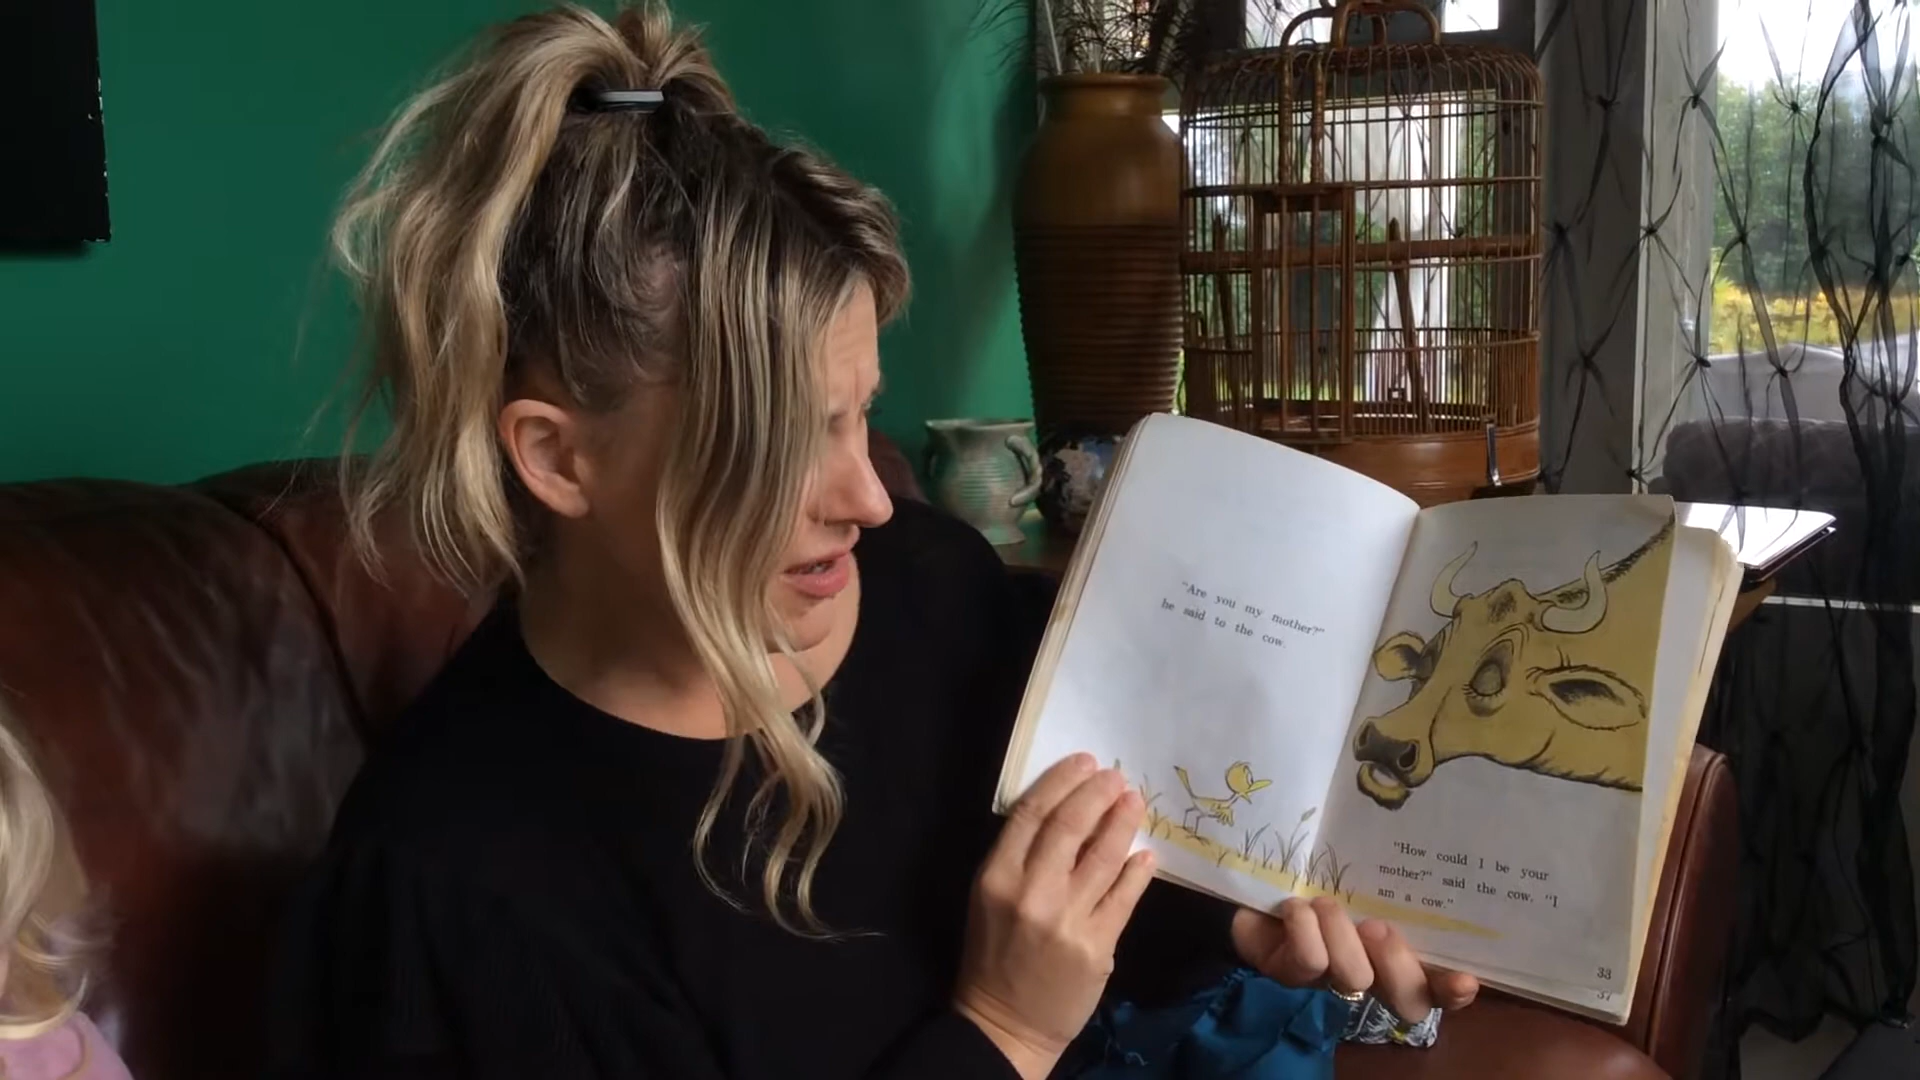 "Are you my mother?"
he said to the cow.
"How could I be your
mother?" said the cow. "I
am a cow."
33
37